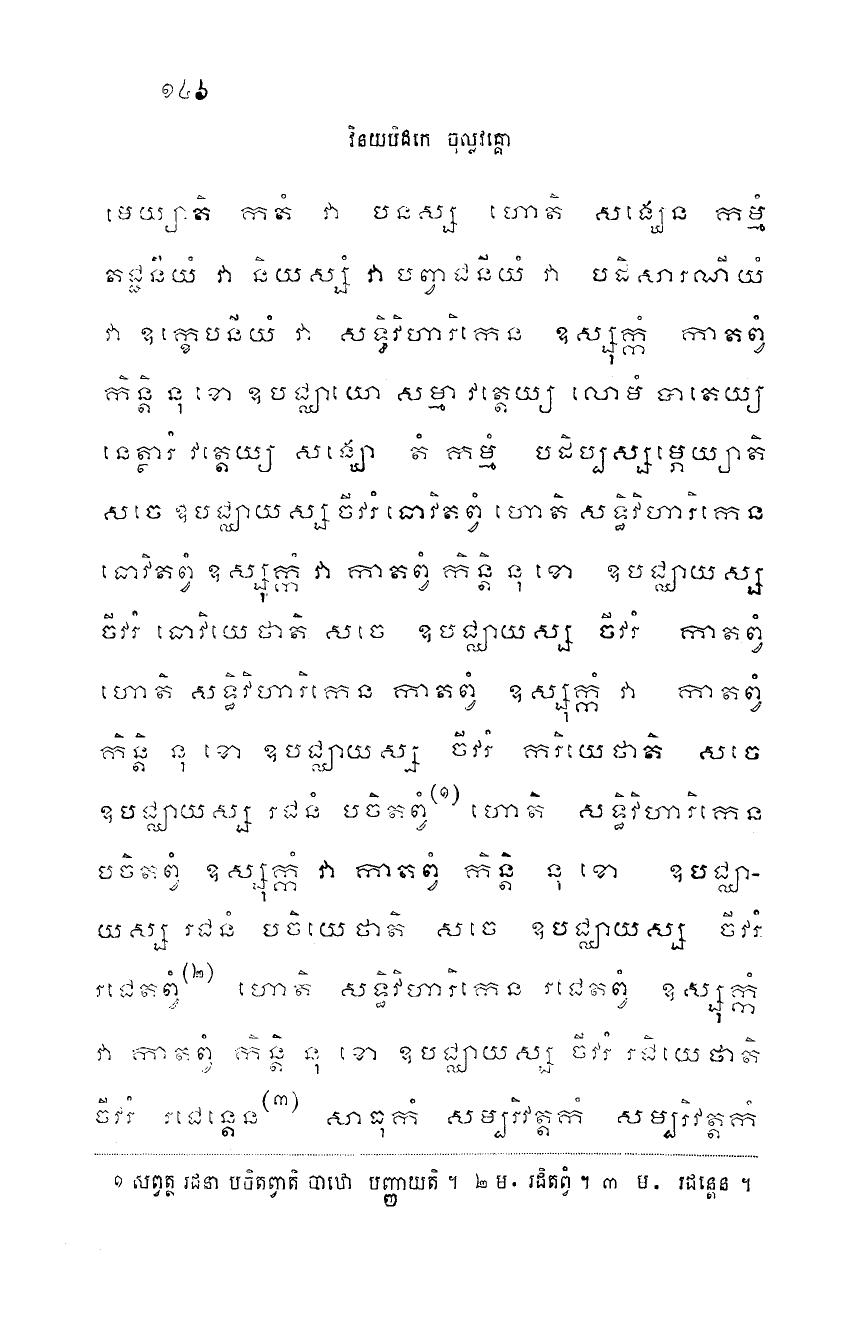 ១៤៦
វិនយបិដកេ ចុល្លវគ្គោ
មេយ្យាតិ កតំ វា បនស្ស ហោតិ សង្ឃេន កម្មំ
តជ្ជនីយំ វា និយស្សំ វា បព្វាជនីយំ វា បដិសារណីយំ
វា ឧក្ខេបនីយំ វា សទ្ធិវិហារិកេន ឧស្សុក្កំ កាតព្វំ
កិន្តិ នុ ខោ ឧបជ្ឈាយោ សម្មា វត្តេយ្យ លោមំ បាតេយ្យ
នេត្ថារំ វត្តេយ្យ សង្ឃោ តំ កម្មំ បដិប្បស្សម្ភេយ្យាតិ
សចេ ឧបជ្ឈាយស្ស ចីវរំ ធោវិតព្វំ ហោតិ សទ្ធិវិហារិកេន
ធោវិតព្វំ ឧស្សុក្កំ វា កាតព្វំ កិន្តិ នុ ខោ ឧបជ្ឈាយស្ស
ចីវរំ ធោវិយេថាតិ សចេ ឧបជ្ឈាយស្ស ចីវរំ កាតព្វំ
ហោតិ សទ្ធិវិហារិកេន កាតព្វំ ឧស្សុក្កំ វា កាតព្វំ
កិន្តិ នុ ខោ ឧបជ្ឈាយស្ស ចីវរំ ករិយេថាតិ សចេ
ឧបជ្ឈាយស្ស រជនំ បចិតព្វំ(១) ហោតិ សទ្ធិវិហារិកេន
បចិតព្វំ ឧស្សុក្កំ វា កាតព្វំ កិន្តិ នុ ខោ ឧបជ្ឈា-
យស្ស រជនំ បចិយេថាតិ សចេ ឧបជ្ឈាយស្ស ចីវរំ
រជេតព្វំ(២) ហោតិ សទ្ធិវិហារិកេន រជេតព្វំ ឧស្សុក្កំ
វា កាតព្វំ កិន្តិ នុ ខោ ឧបជ្ឈាយស្ស ចីវរំ រជិយេថាតិ
ចីវរំ រជេន្តេន(៣) សាធុកំ សម្បរិវត្តកំ សម្បរិវត្តកំ
១ សព្វត្ថ រជនា បចិតព្វាតិ បាឋោ បញ្ញាយតិ ។ ២ ម. រជិតព្វំ ។ ៣ ម. រជន្តេន ។